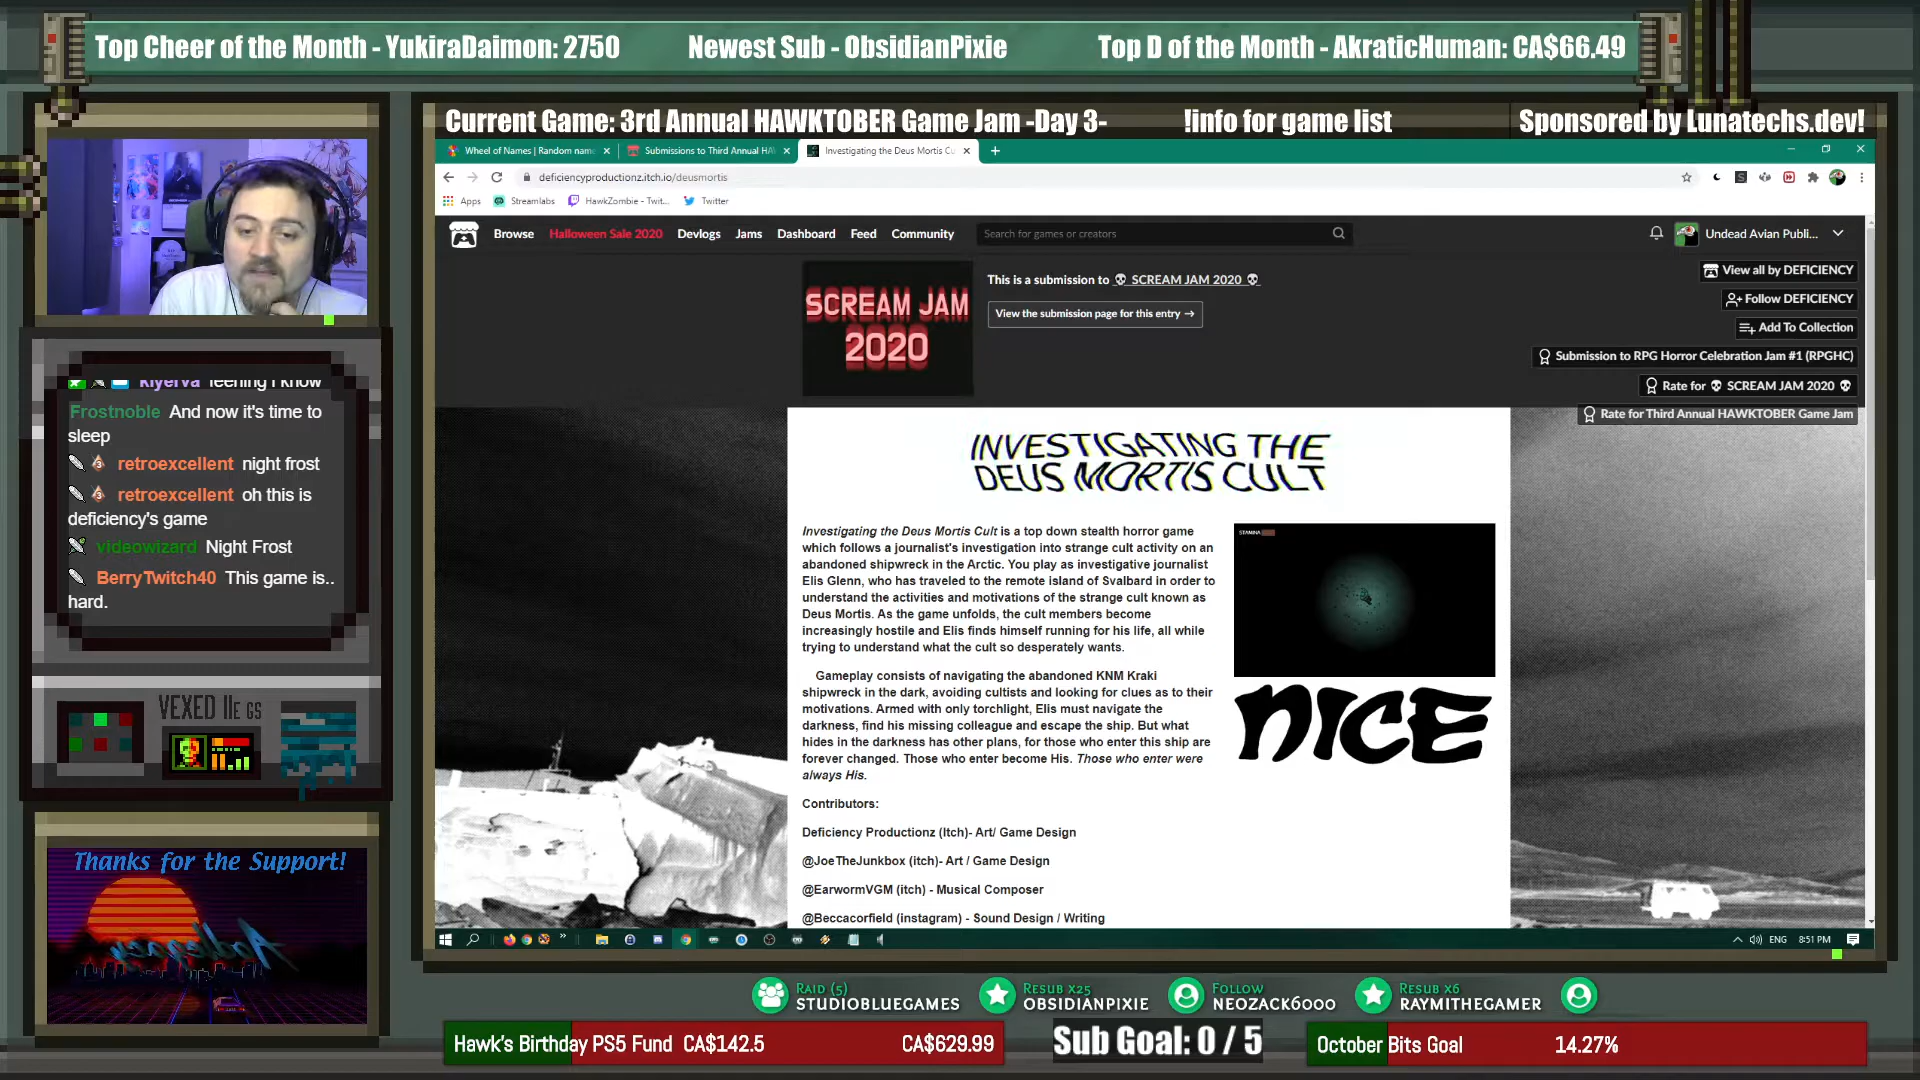 Top Cheer of the Month - YukiraDaimon: 2750
Newest Sub - ObsidianPixie
Top D of the Month - AkraticHuman: CA$66.49
Current Game: 3rd Annual HAWKTOBER Game Jam -Day 3-
!info for game list
Sponsored by Lunatechs.dev!
Wheel of Names | Random name
Submissions to Third Annual HA
Investigating the Deus Mortis Cu
deficiencyproductionz.itch.io/deusmortis
Apps
Streamlabs
HawkZombie - Twit...
Twitter
Browse
Halloween Sale 2020
Devlogs
Jams
Dashboard
Feed
Community
Search for games or creators
Undead Avian Publi...
SCREAM JAM
2020
This is a submission to 💀 SCREAM JAM 2020 💀
View the submission page for this entry →
View all by DEFICIENCY
Follow DEFICIENCY
Add To Collection
Submission to RPG Horror Celebration Jam #1 (RPGHC)
Rate for 💀 SCREAM JAM 2020 💀
Rate for Third Annual HAWKTOBER Game Jam
INVESTIGATING THE
DEUS MORTIS CULT
Investigating the Deus Mortis Cult is a top down stealth horror game
which follows a journalist's investigation into strange cult activity on an
abandoned shipwreck in the Arctic. You play as investigative journalist
Elis Glenn, who has traveled to the remote island of Svalbard in order to
understand the activities and motivations of the strange cult known as
Deus Mortis. As the game unfolds, the cult members become
increasingly hostile and Elis finds himself running for his life, all while
trying to understand what the cult so desperately wants.
Gameplay consists of navigating the abandoned KNM Kraki
shipwreck in the dark, avoiding cultists and looking for clues as to their
motivations. Armed with only torchlight, Elis must navigate the
darkness, find his missing colleague and escape the ship. But what
hides in the darkness has other plans, for those who enter this ship are
forever changed. Those who enter become His. Those who enter were
always His.
Contributors:
Deficiency Productionz (Itch)- Art/ Game Design
@JoeTheJunkbox (itch)- Art / Game Design
@EarwormVGM (itch) - Musical Composer
@Beccacorfield (instagram) - Sound Design / Writing
STAMINA
NICE
ENG
8:51 PM
Kiyerva feening i know
Frostnoble And now it's time to
sleep
retroexcellent night frost
retroexcellent oh this is
deficiency's game
videowizard Night Frost
BerryTwitch40 This game is..
hard.
VEXED IIE GS
Thanks for the Support!
RAID (5)
STUDIOBLUEGAMES
RESUB X25
OBSIDIANPIXIE
FOLLOW
NEOZACK6000
RESUB X6
RAYMITHEGAMER
Hawk's Birthday PS5 Fund CA$142.5
CA$629.99
Sub Goal: 0 / 5
October Bits Goal
14.27%